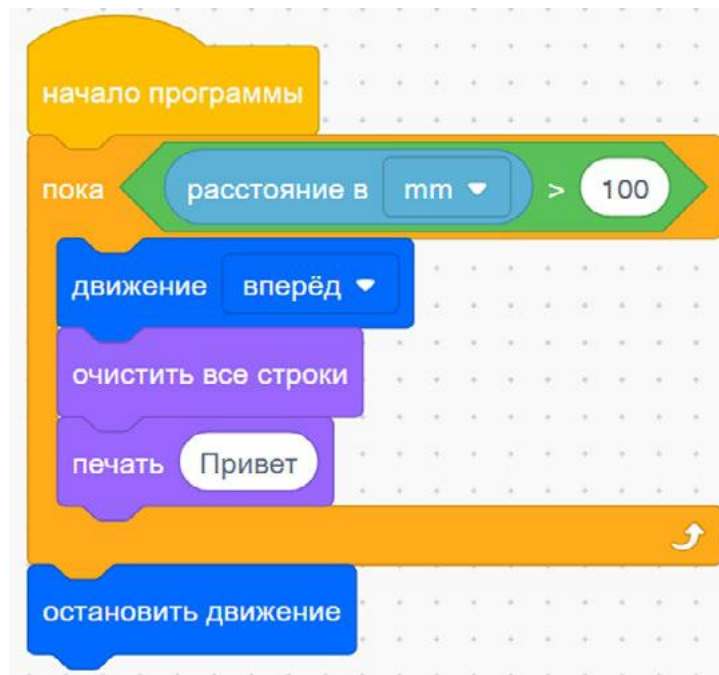 начало программы
пока расстояние в mm > 100
движение вперёд
очистить все строки
печать Привет
остановить движение